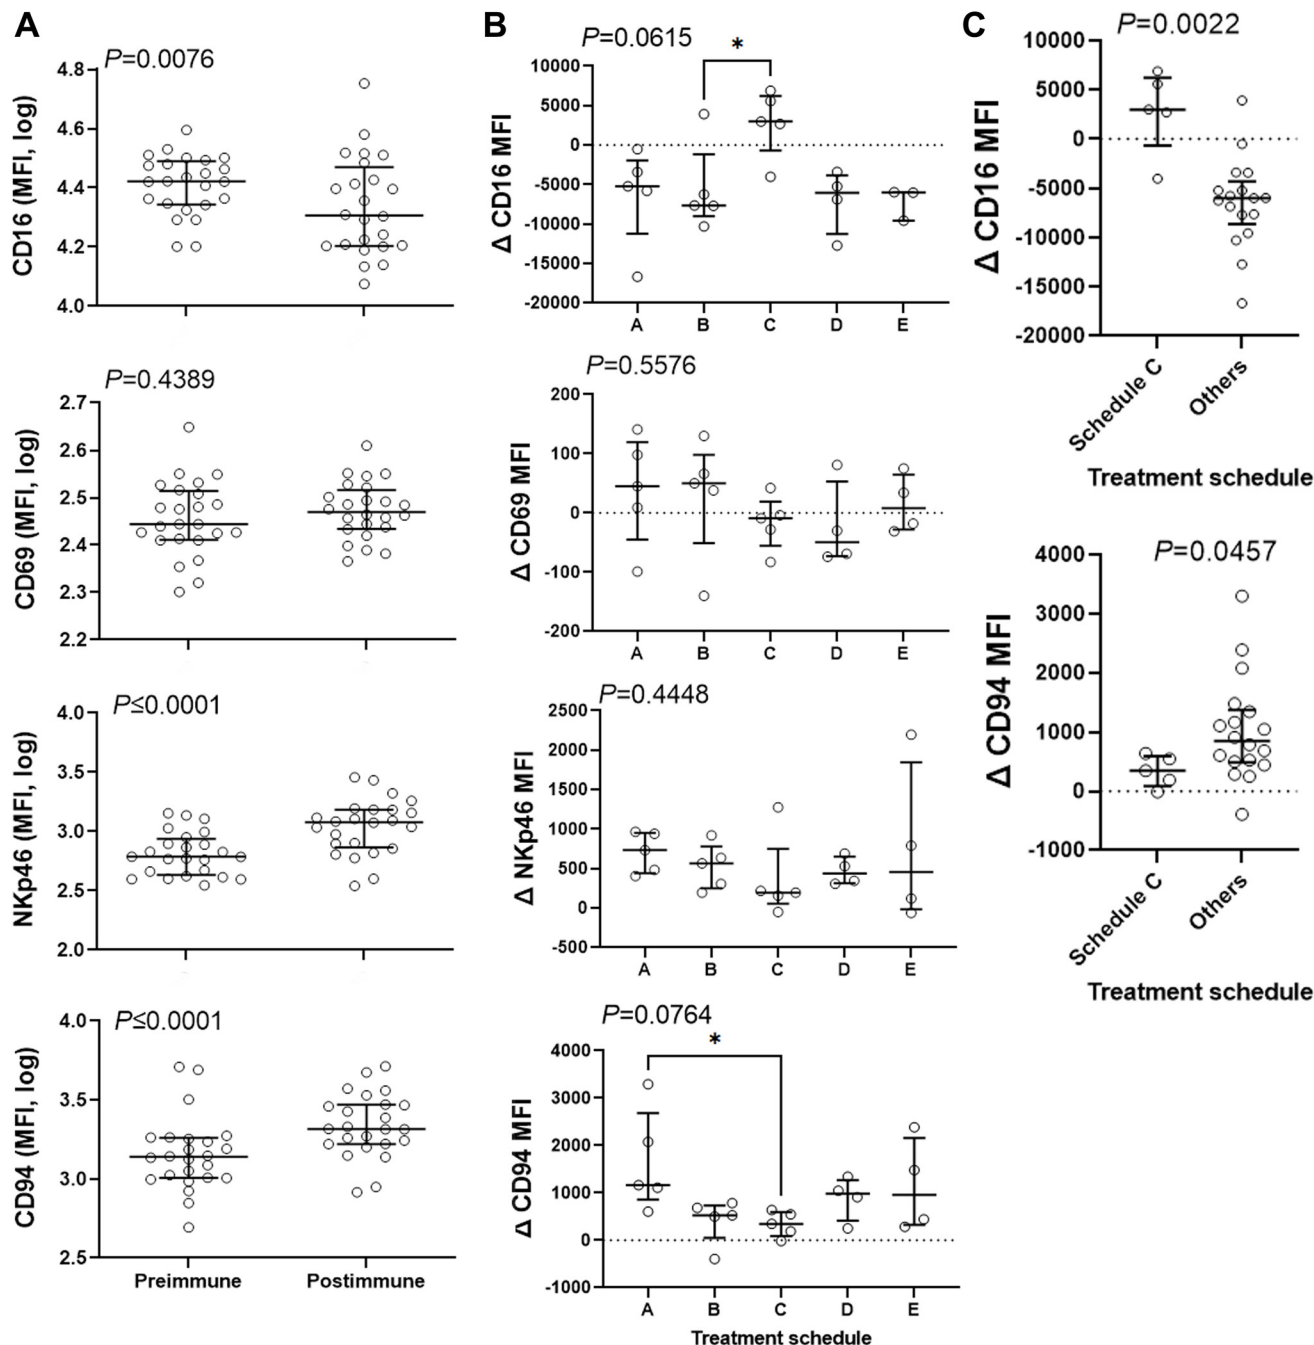 A
P=0.0076
CD16 (MFI, log)
4.8
4.6
4.4
4.2
4.0
P=0.4389
CD69 (MFI, log)
2.7
2.6
2.5
2.4
2.3
2.2
P≤0.0001
NKp46 (MFI, log)
4.0
3.5
3.0
2.5
2.0
P≤0.0001
CD94 (MFI, log)
4.0
3.5
3.0
2.5
Preimmune Postimmune
B
P=0.0615
*
Δ CD16 MFI
10000
5000
0
-5000
-10000
-15000
-20000
A B C D E
P=0.5576
Δ CD69 MFI
200
100
0
-100
-200
A B C D E
P=0.4448
Δ NKp46 MFI
2500
2000
1500
1000
500
0
-500
A B C D E
P=0.0764
*
Δ CD94 MFI
4000
3000
2000
1000
0
-1000
A B C D E
Treatment schedule
C
P=0.0022
Δ CD16 MFI
10000
5000
0
-5000
-10000
-15000
-20000
Schedule C Others
Treatment schedule
P=0.0457
Δ CD94 MFI
4000
3000
2000
1000
0
-1000
Schedule C Others
Treatment schedule